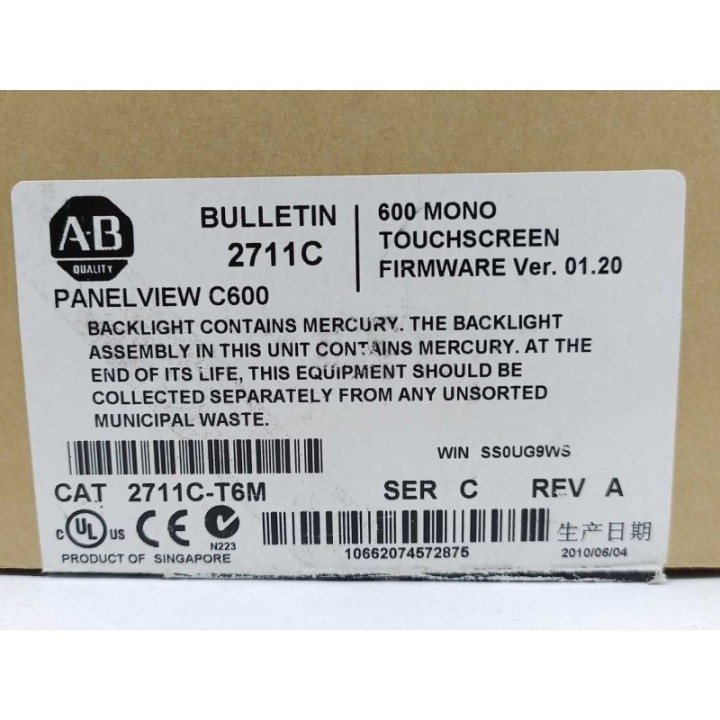 A·B
QUALITY
BULLETIN
2711C
600 MONO
TOUCHSCREEN
FIRMWARE Ver. 01.20
PANELVIEW C600
BACKLIGHT CONTAINS MERCURY. THE BACKLIGHT
ASSEMBLY IN THIS UNIT CONTAINS MERCURY. AT THE
END OF ITS LIFE, THIS EQUIPMENT SHOULD BE
COLLECTED SEPARATELY FROM ANY UNSORTED
MUNICIPAL WASTE.
WIN SS0UG9WS
CAT 2711C-T6M SER C REV A
C UL US CE N223
PRODUCT OF SINGAPORE
10662074572875
生产日期
2010/06/04